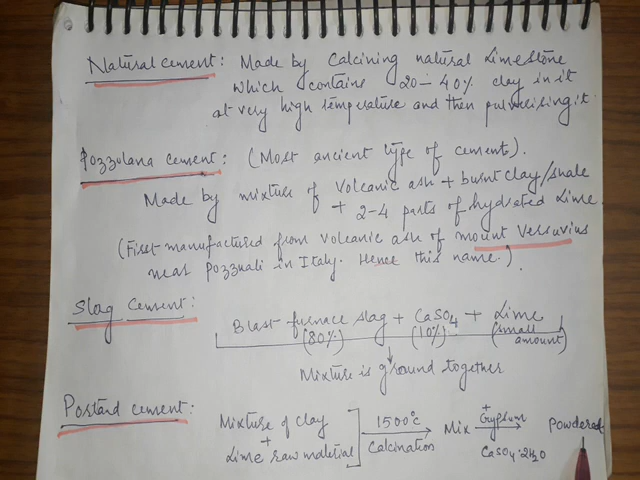 Natural cement: Made by Calcining natural Limestone
which contains 20-40% clay in it
at very high temperature and then pulverising it.
Pozzolana cement: (Most ancient type of cement).
Made by mixture of Volcanic ash + burnt clay/shale
+ 2-4 parts of hydrated Lime.
(First manufactured from Volcanic ash of mount Vessuvius
near Pozzuali in Italy. Hence this name.)
Slag Cement:
Blast furnace slag + CaSO4 + Lime
(80%) (10%) (small amount)
Mixture is ground together
Portland cement:
Mixture of clay
+
Lime raw material
1500°C
Calcination
Mix
+
Gypsum
CaSO4.2H2O
Powdered